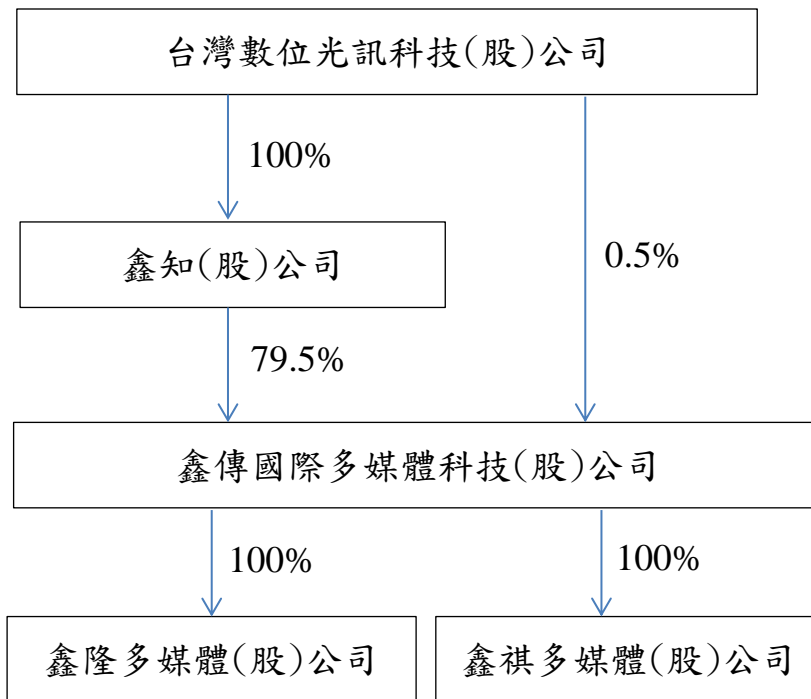 台灣數位光訊科技(股)公司
100%
鑫知(股)公司
0.5%
79.5%
鑫傳國際多媒體科技(股)公司
100%
100%
鑫隆多媒體(股)公司
鑫祺多媒體(股)公司